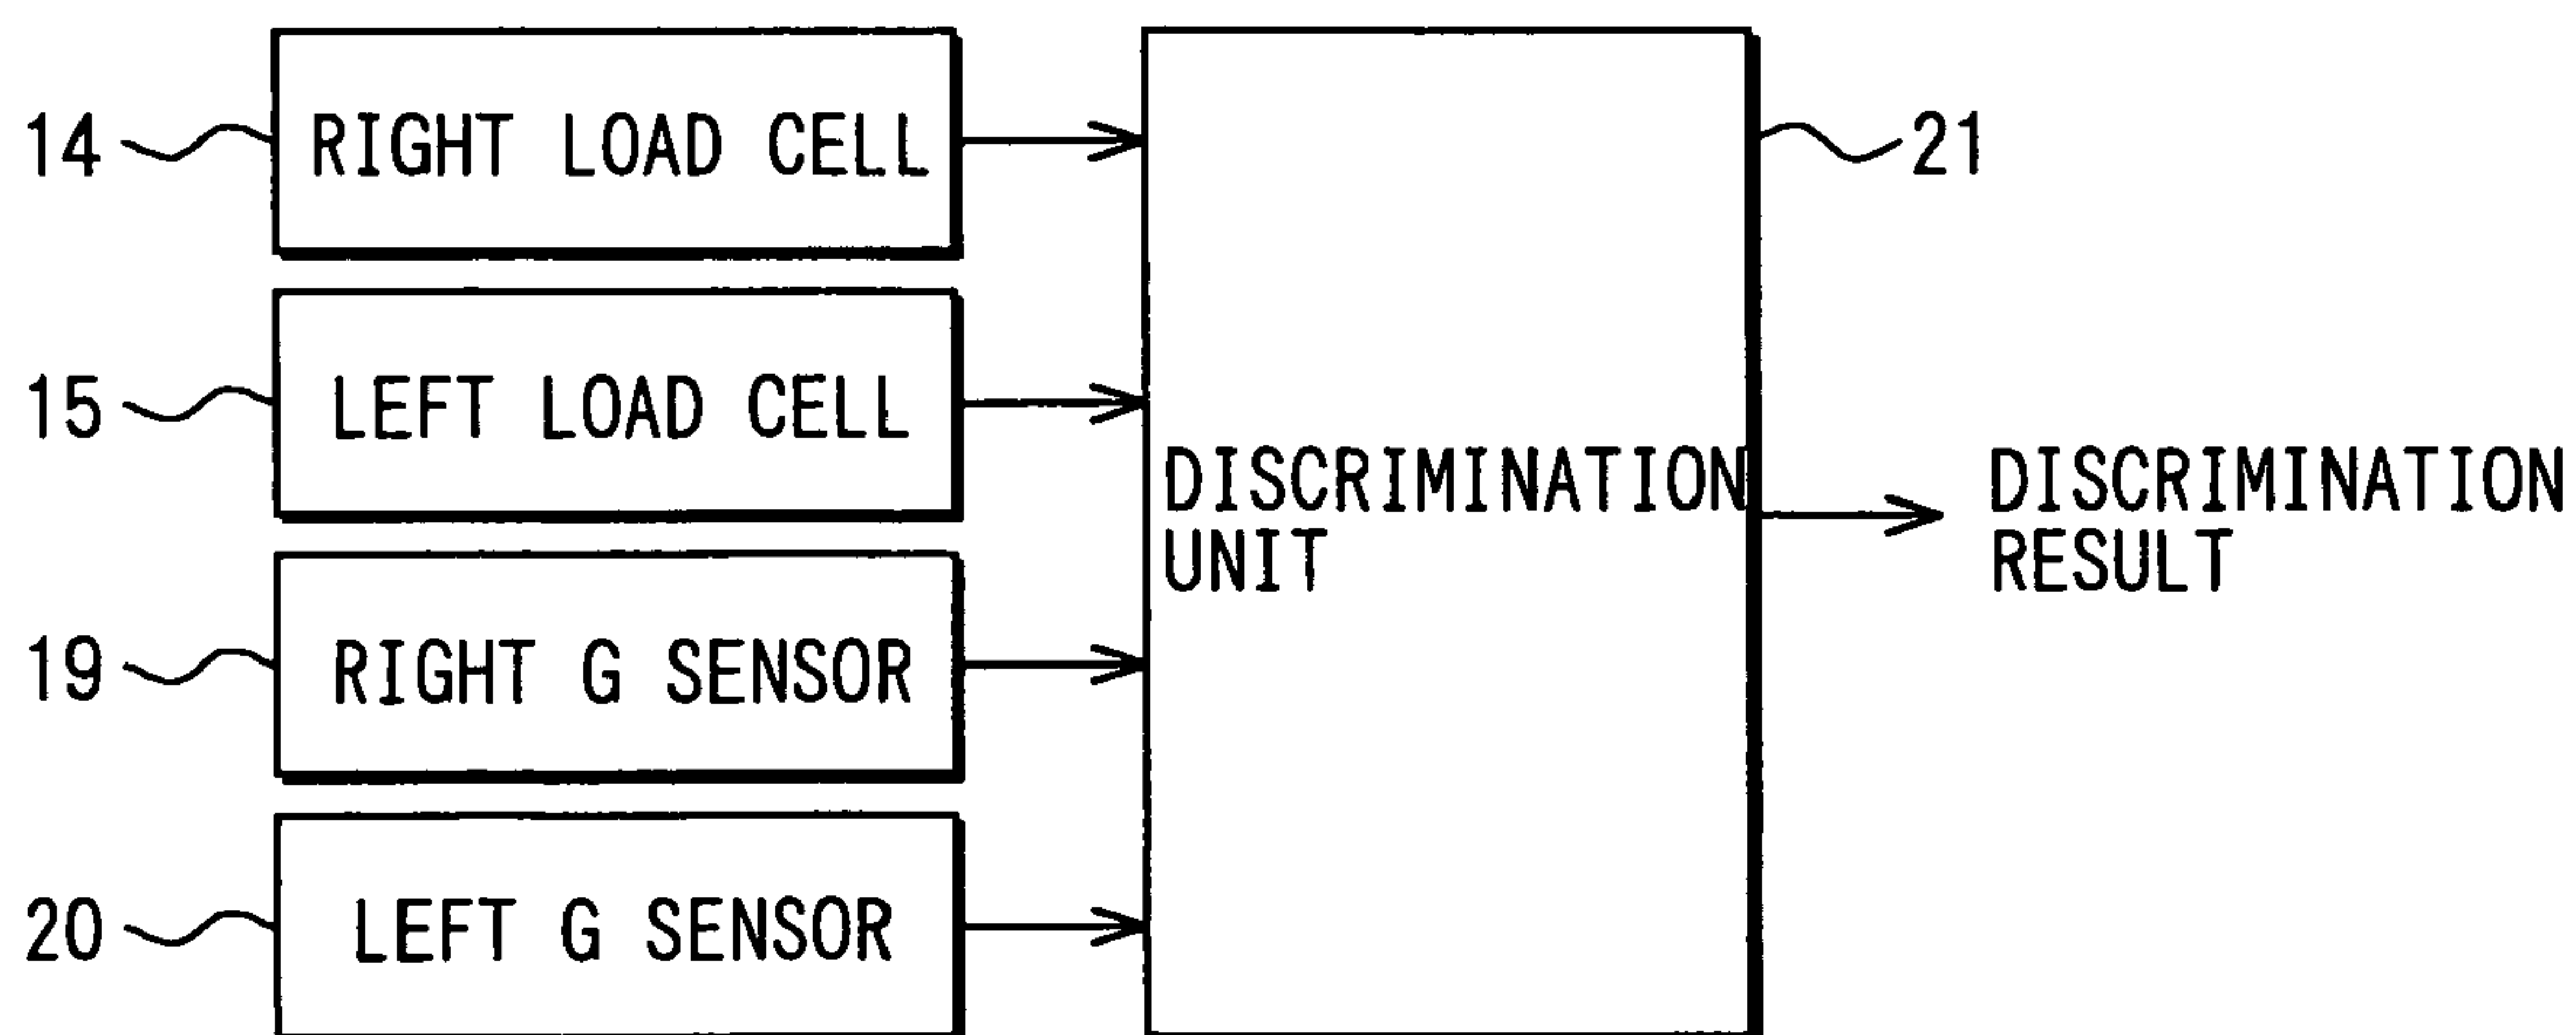 14 RIGHT LOAD CELL 21
15 LEFT LOAD CELL
DISCRIMINATION DISCRIMINATION
UNIT RESULT
19 RIGHT G SENSOR
20 LEFT G SENSOR